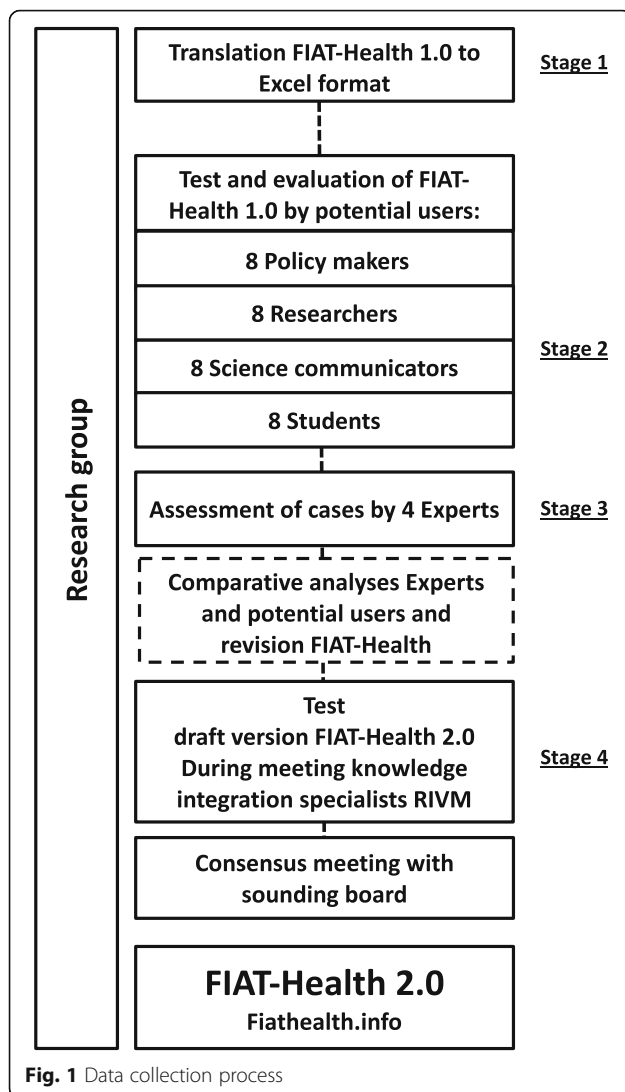 Research group
Translation FIAT-Health 1.0 to
Excel format
Stage 1
Test and evaluation of FIAT-
Health 1.0 by potential users:
8 Policy makers
8 Researchers
8 Science communicators
8 Students
Stage 2
Assessment of cases by 4 Experts
Stage 3
Comparative analyses Experts
and potential users and
revision FIAT-Health
Test
draft version FIAT-Health 2.0
During meeting knowledge
integration specialists RIVM
Stage 4
Consensus meeting with
sounding board
FIAT-Health 2.0
Fiathealth.info
Fig. 1 Data collection process